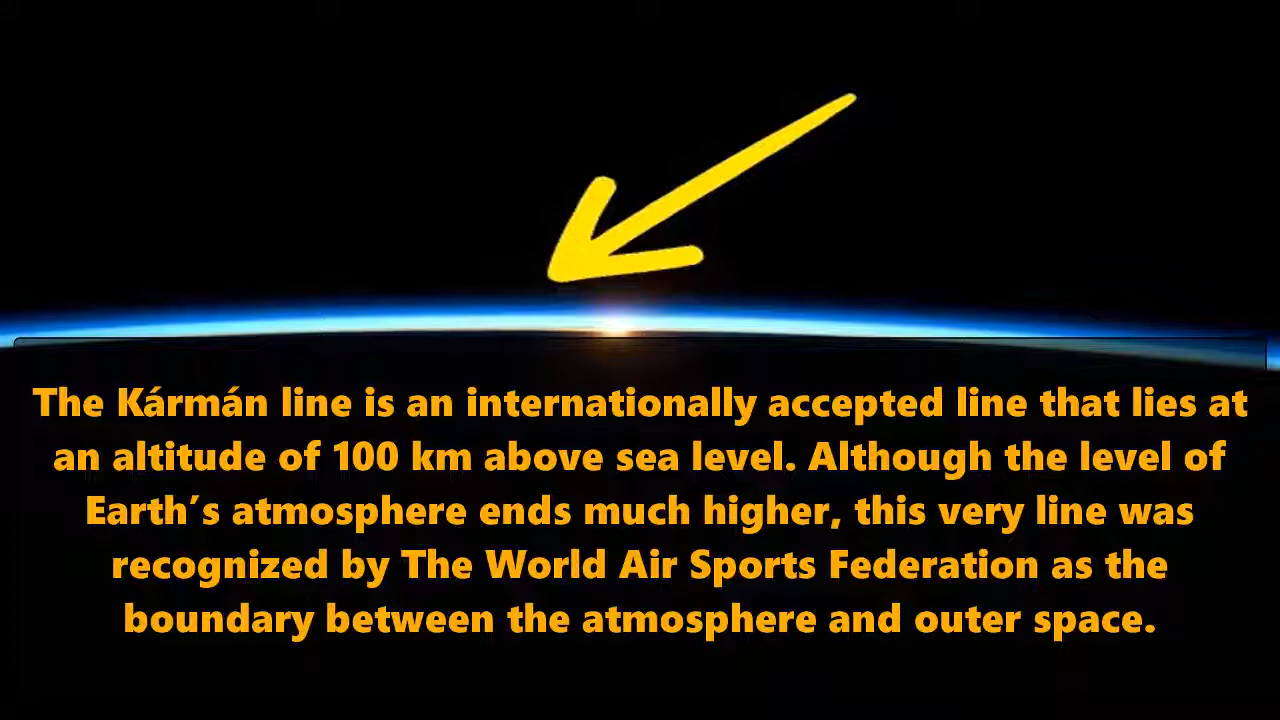 The Kármán line is an internationally accepted line that lies at
an altitude of 100 km above sea level. Although the level of
Earth’s atmosphere ends much higher, this very line was
recognized by The World Air Sports Federation as the
boundary between the atmosphere and outer space.